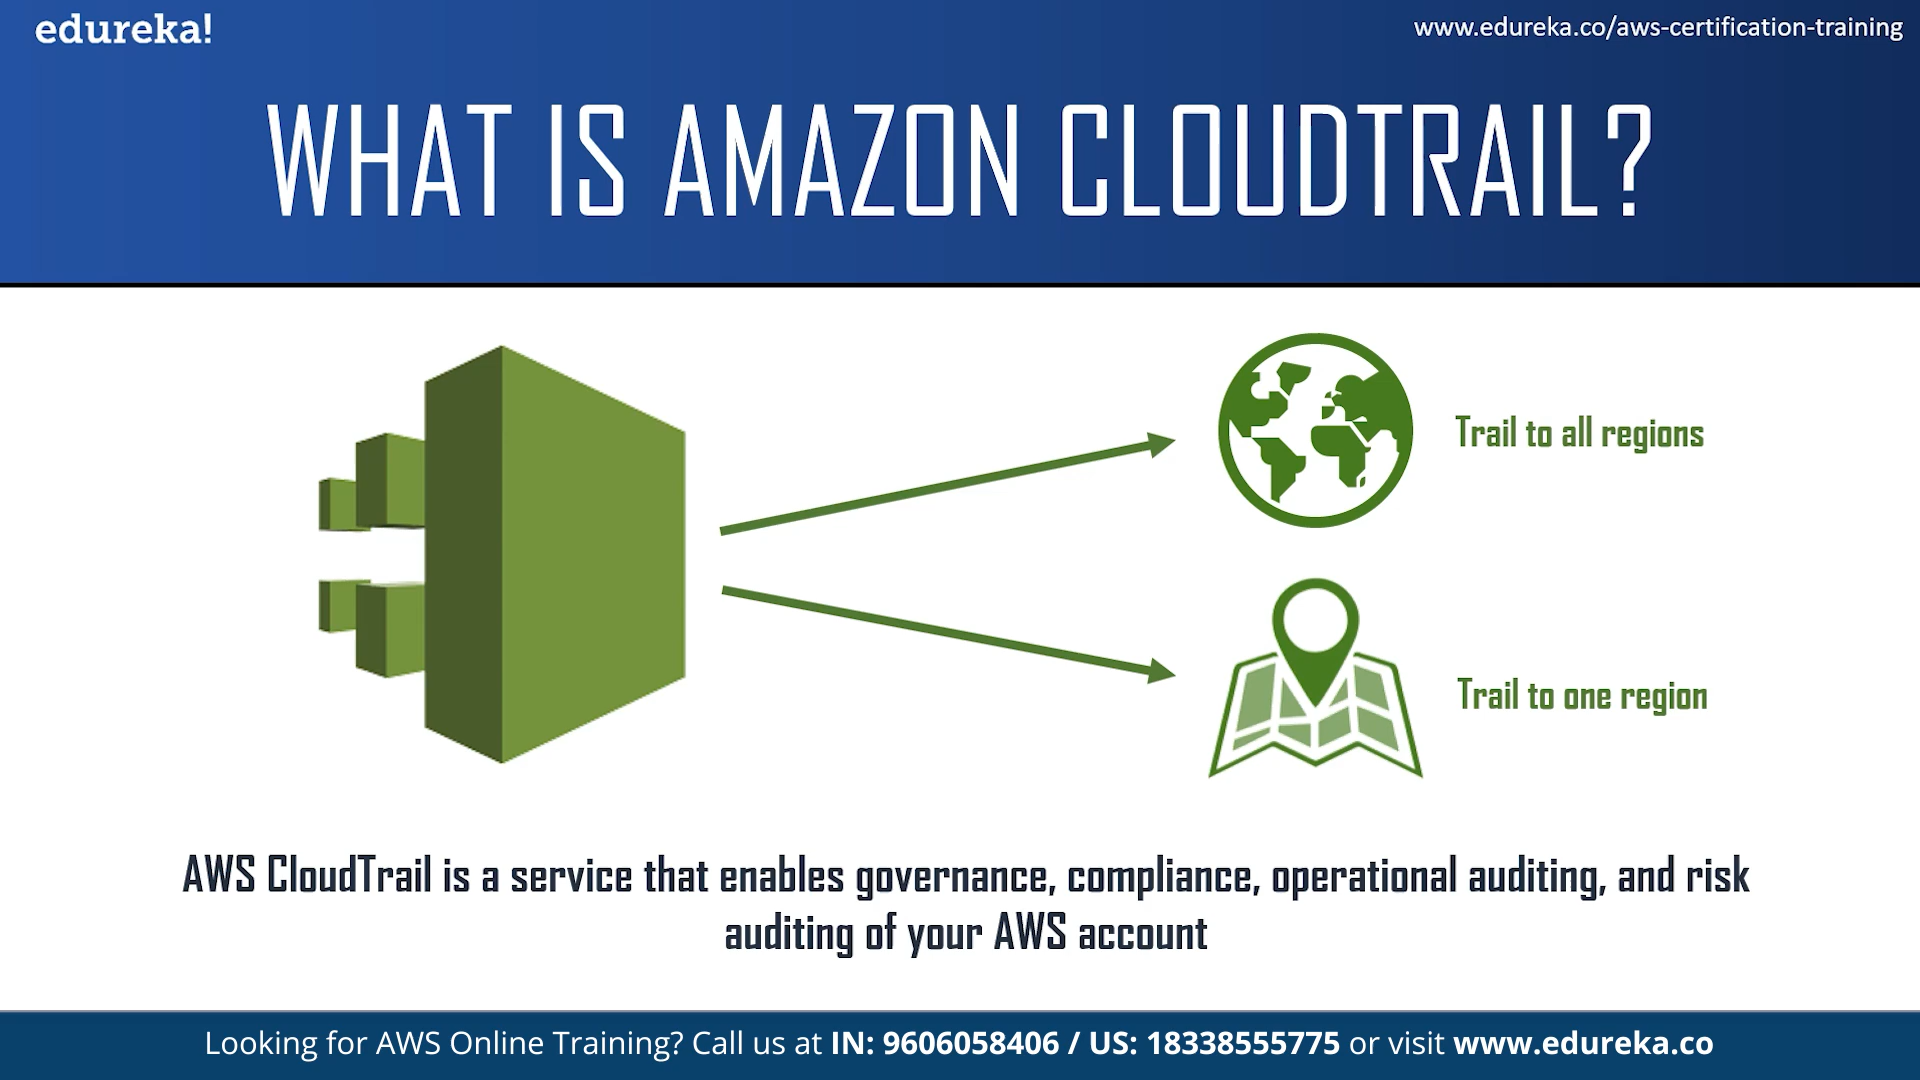 edureka!
www.edureka.co/aws-certification-training
WHAT IS AMAZON CLOUDTRAIL?
Trail to all regions
Trail to one region
AWS CloudTrail is a service that enables governance, compliance, operational auditing, and risk
auditing of your AWS account
Looking for AWS Online Training? Call us at IN: 9606058406 / US: 18338555775 or visit www.edureka.co